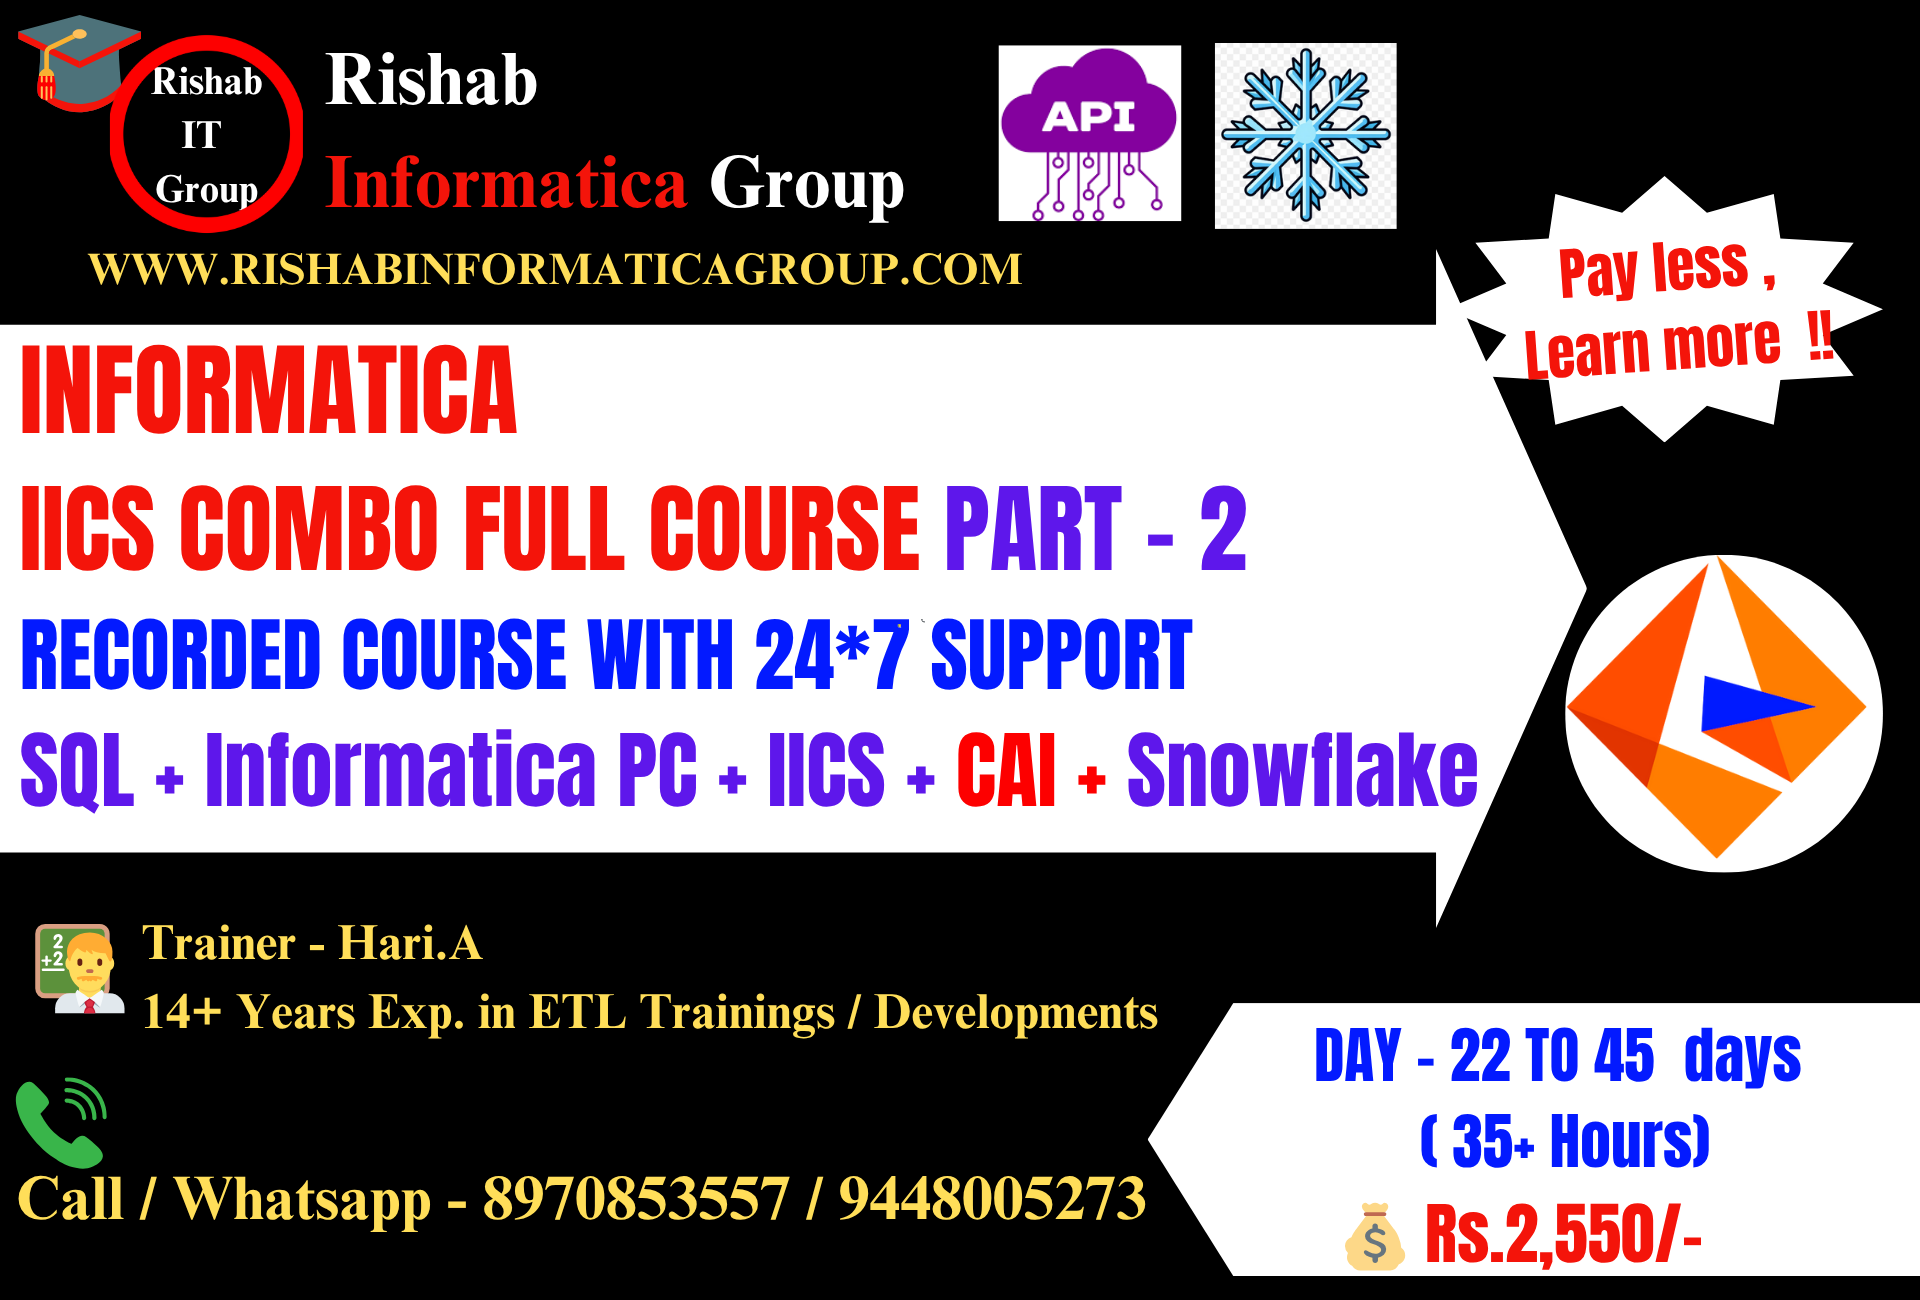 Rishab
IT
Group
Rishab
Informatica Group
API
WWW.RISHABINFORMATICAGROUP.COM
Pay less ,
Learn more !!
INFORMATICA
IICS COMBO FULL COURSE PART - 2
RECORDED COURSE WITH 24*7 SUPPORT
SQL + Informatica PC + IICS + CAI + Snowflake
2
+2
Trainer - Hari.A
14+ Years Exp. in ETL Trainings / Developments
Call / Whatsapp - 8970853557 / 9448005273
DAY - 22 TO 45 days
( 35+ Hours)
$
Rs.2,550/-